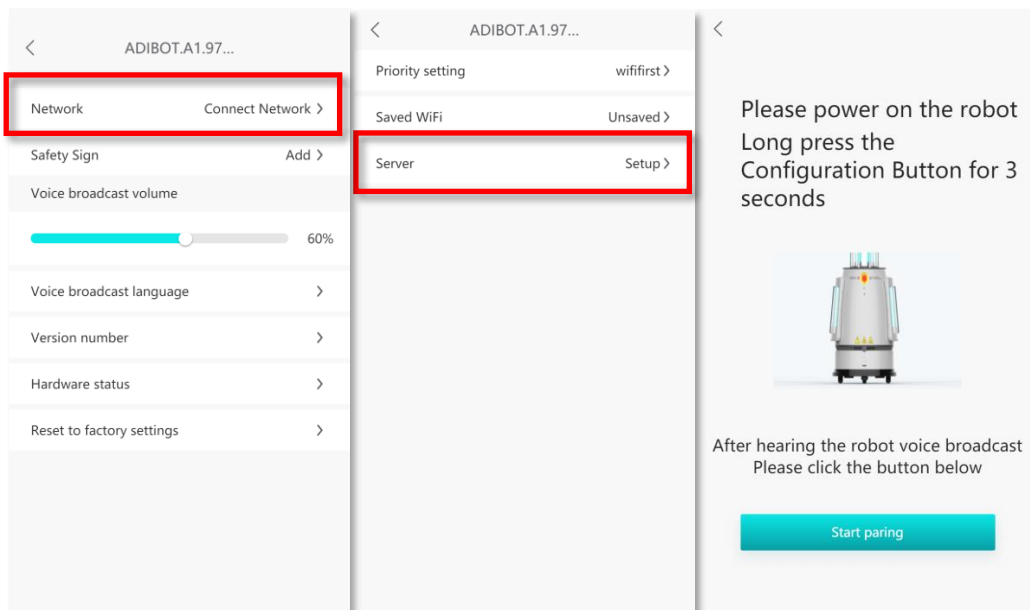 ADIBOT.A1.97...
Network Connect Network >
Safety Sign Add >
Voice broadcast volume
60%
Voice broadcast language >
Version number >
Hardware status >
Reset to factory settings >
ADIBOT.A1.97...
Priority setting wififirst >
Saved WiFi Unsaved >
Server Setup >
Please power on the robot
Long press the
Configuration Button for 3
seconds
After hearing the robot voice broadcast
Please click the button below
Start paring